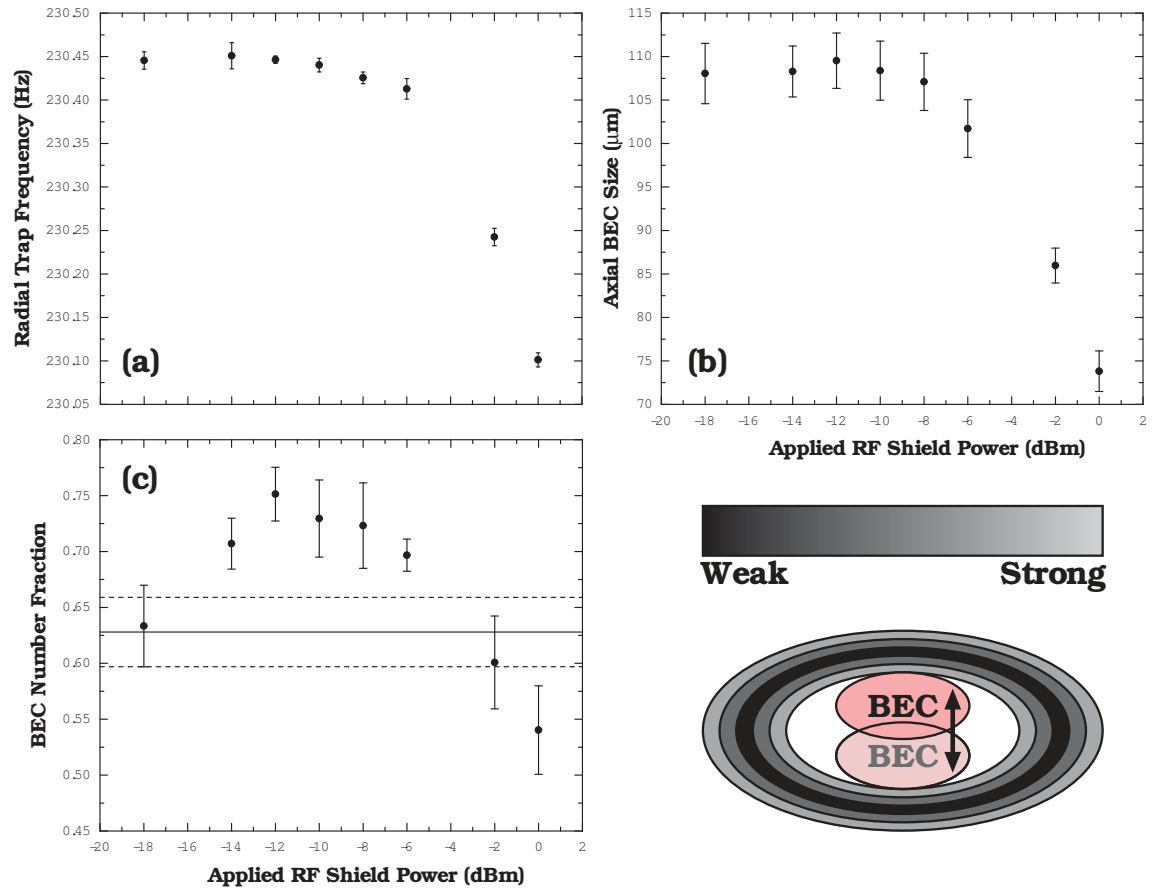 230.50
230.45
230.40
230.35
230.30
230.25
230.20
230.15
230.10
230.05
Radial Trap Frequency (Hz)
(a)
115
110
105
100
95
90
85
80
75
70
Axial BEC Size (μm)
(b)
−20 −18 −16 −14 −12 −10 −8 −6 −4 −2 0 2
Applied RF Shield Power (dBm)
0.80
0.75
0.70
0.65
0.60
0.55
0.50
0.45
BEC Number Fraction
(c)
−20 −18 −16 −14 −12 −10 −8 −6 −4 −2 0 2
Applied RF Shield Power (dBm)
Weak Strong
BEC
BEC